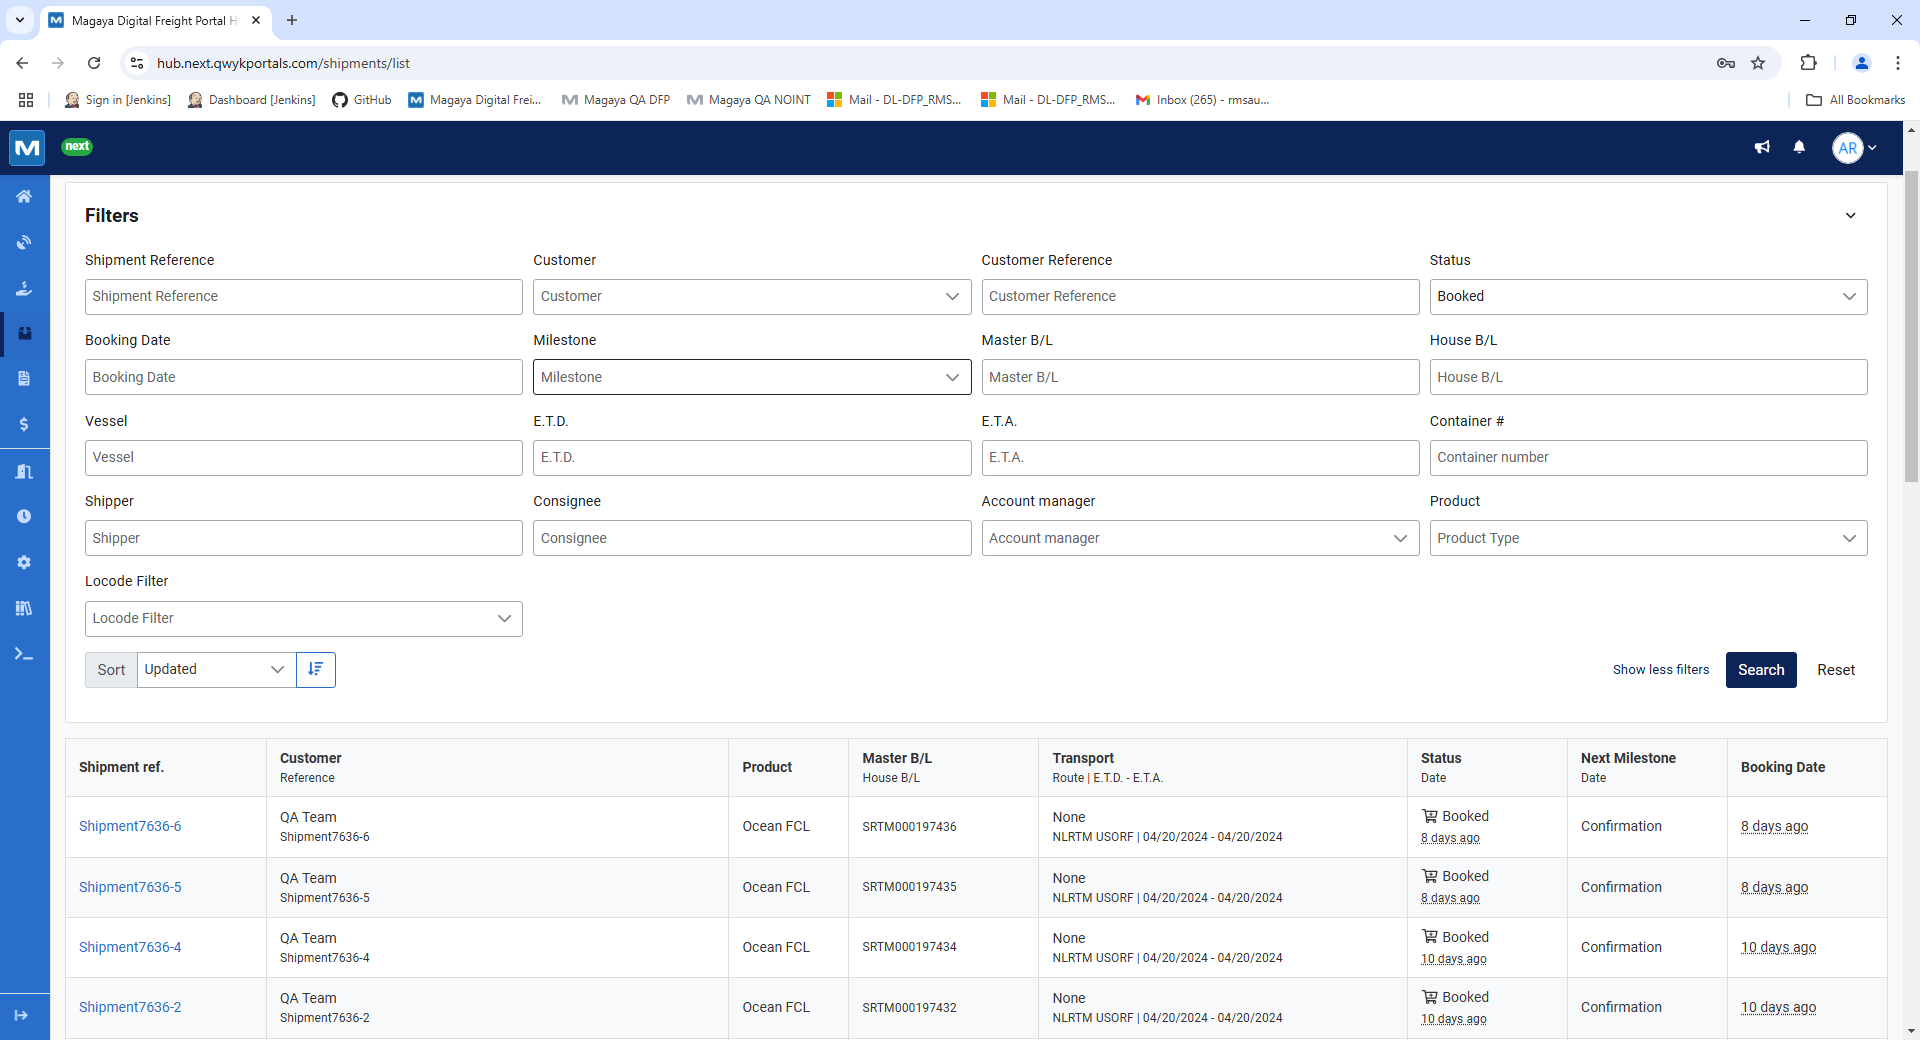 Magaya Digital Freight Portal H
hub.next.qwykportals.com/shipments/list
Sign in [Jenkins]
Dashboard [Jenkins]
GitHub
Magaya Digital Frei...
Magaya QA DFP
Magaya QA NOINT
Mail - DL-DFP_RMS...
Mail - DL-DFP_RMS...
Inbox (265) - rmsau...
All Bookmarks
next
AR
Filters
Shipment Reference
Customer
Customer Reference
Status
Shipment Reference
Customer
Customer Reference
Booked
Booking Date
Milestone
Master B/L
House B/L
Booking Date
Milestone
Master B/L
House B/L
Vessel
E.T.D.
E.T.A.
Container #
Vessel
E.T.D.
E.T.A.
Container number
Shipper
Consignee
Account manager
Product
Shipper
Consignee
Account manager
Product Type
Locode Filter
Locode Filter
Sort
Updated
Show less filters
Search
Reset
Shipment ref.
Customer
Reference
Product
Master B/L
House B/L
Transport
Route | E.T.D. - E.T.A.
Status
Date
Next Milestone
Date
Booking Date
Shipment7636-6
QA Team
Shipment7636-6
Ocean FCL
SRTM000197436
None
NLRTM USORF | 04/20/2024 - 04/20/2024
Booked
8 days ago
Confirmation
8 days ago
Shipment7636-5
QA Team
Shipment7636-5
Ocean FCL
SRTM000197435
None
NLRTM USORF | 04/20/2024 - 04/20/2024
Booked
8 days ago
Confirmation
8 days ago
Shipment7636-4
QA Team
Shipment7636-4
Ocean FCL
SRTM000197434
None
NLRTM USORF | 04/20/2024 - 04/20/2024
Booked
10 days ago
Confirmation
10 days ago
Shipment7636-2
QA Team
Shipment7636-2
Ocean FCL
SRTM000197432
None
NLRTM USORF | 04/20/2024 - 04/20/2024
Booked
10 days ago
Confirmation
10 days ago